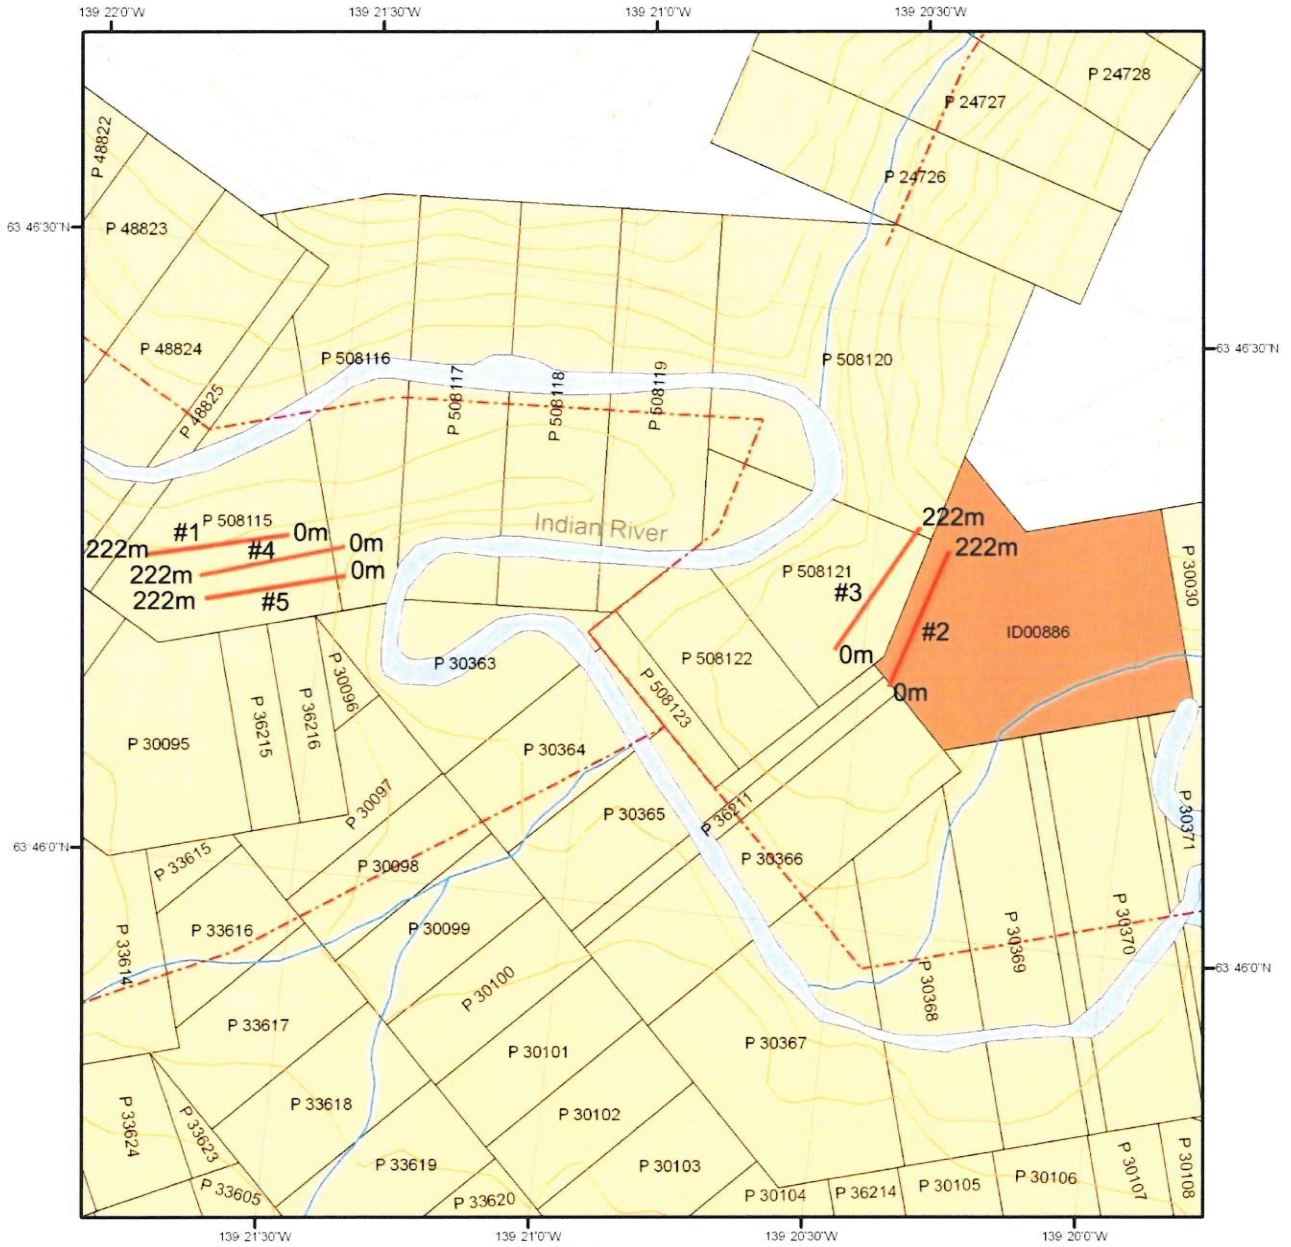 139 22'0"W
139 21'30"W
139 21'0"W
139 20'30"W
P 24728
P 24727
P 48822
P 24726
63 46'30"N
P 48823
P 48824
P 508116
P 508120
63 46'30"N
P 508117
P 508118
P 508119
P 48825
#1
P 508115
0m
222m
#4
0m
222m
0m
222m
#5
Indian River
222m
222m
P 508121
#3
P 30030
#2
ID00886
0m
0m
P 30363
P 508122
P 30096
P 508123
P 36215
P 36216
P 30095
P 30364
P 30097
P 30365
P 36211
P 30371
63 46'0"N
P 33615
P 30098
P 30366
P 33616
P 30099
P 30369
P 30370
P 33614
P 30100
P 30368
63 46'0"N
P 33617
P 30101
P 30367
P 33618
P 30102
P 33624
P 33623
P 33619
P 30103
P 33605
P 33620
P 30104
P 36214
P 30105
P 30106
P 30107
P 30108
139 21'30"W
139 21'0"W
139 20'30"W
139 20'0"W